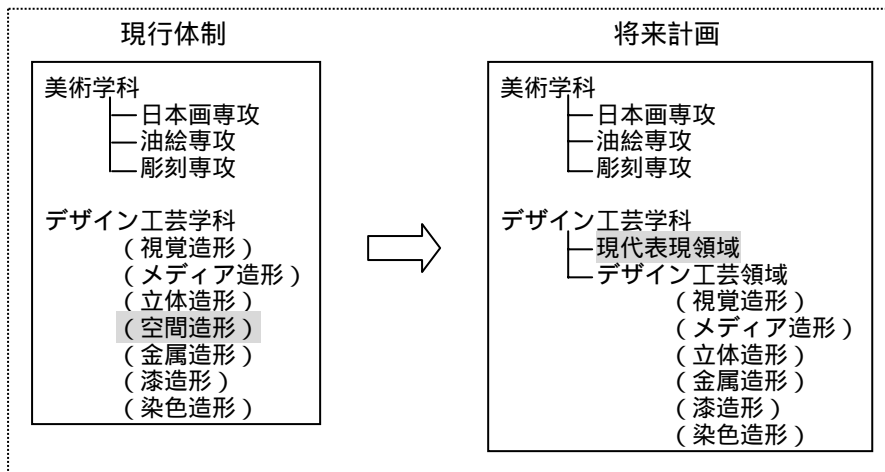 現行体制
美術学科
日本画専攻
油絵専攻
彫刻専攻
デザイン工芸学科
（視覚造形）
（メディア造形）
（立体造形）
（空間造形）
（金属造形）
（漆造形）
（染色造形）
将来計画
美術学科
日本画専攻
油絵専攻
彫刻専攻
デザイン工芸学科
現代表現領域
デザイン工芸領域
（視覚造形）
（メディア造形）
（立体造形）
（金属造形）
（漆造形）
（染色造形）